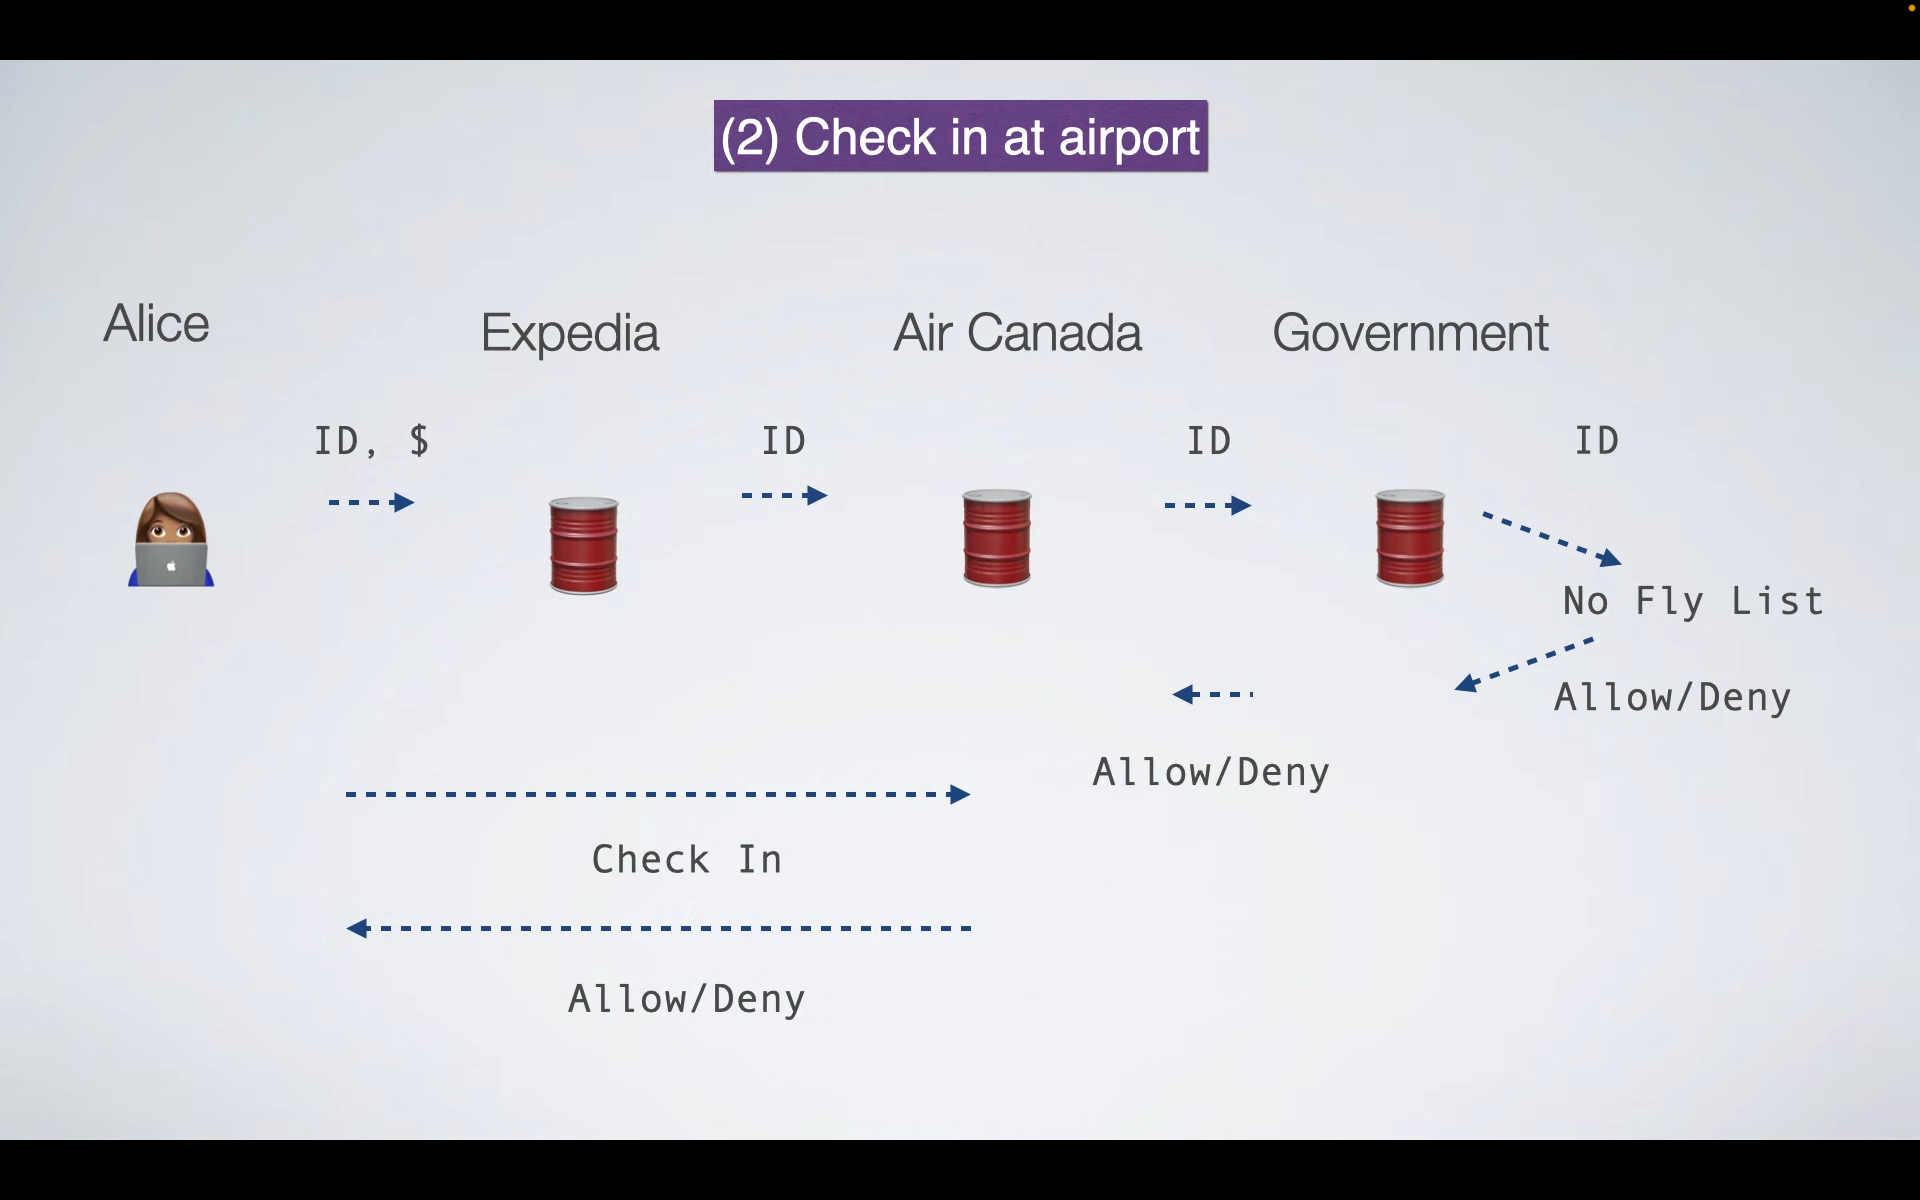 (2) Check in at airport
Alice
Expedia
Air Canada
Government
ID, $
ID
ID
ID
No Fly List
Allow/Deny
Allow/Deny
Check In
Allow/Deny